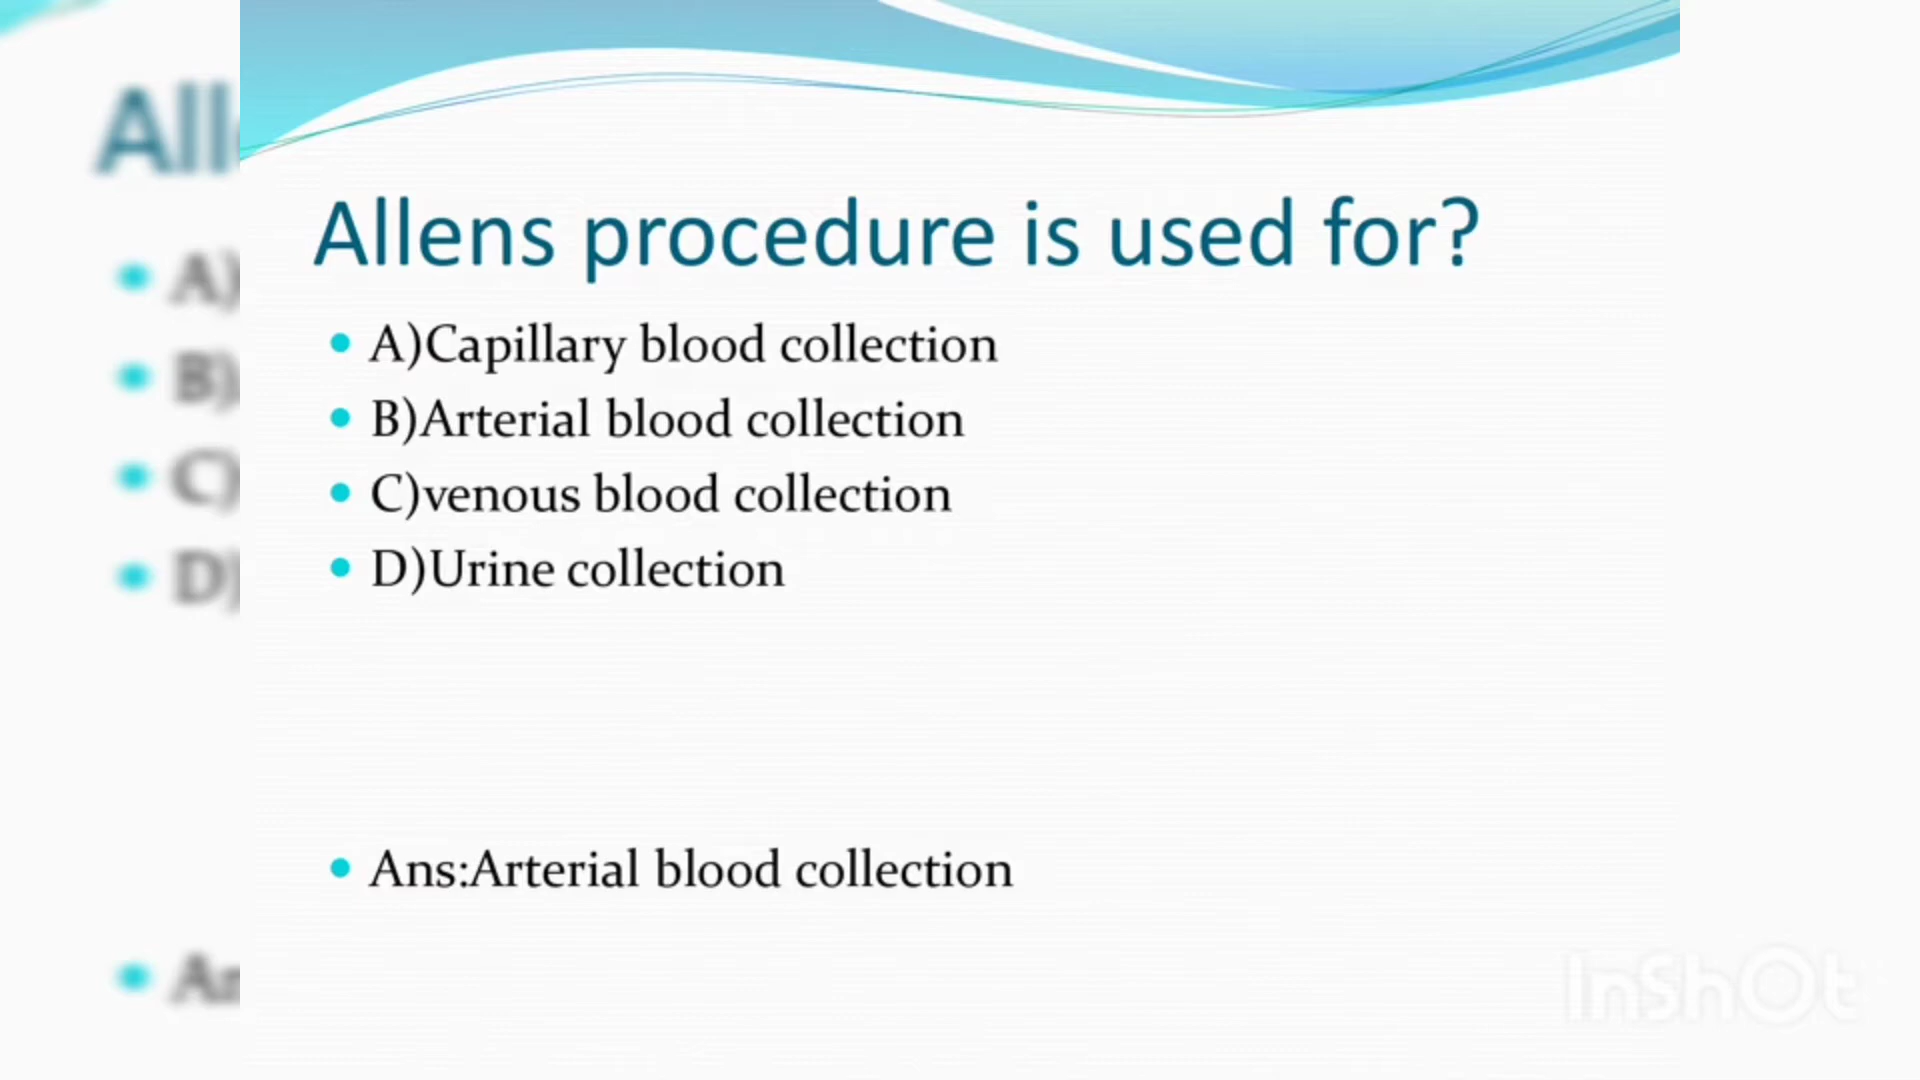 Allens procedure is used for?
A)Capillary blood collection
B)Arterial blood collection
C)venous blood collection
D)Urine collection
Ans:Arterial blood collection
InShOt